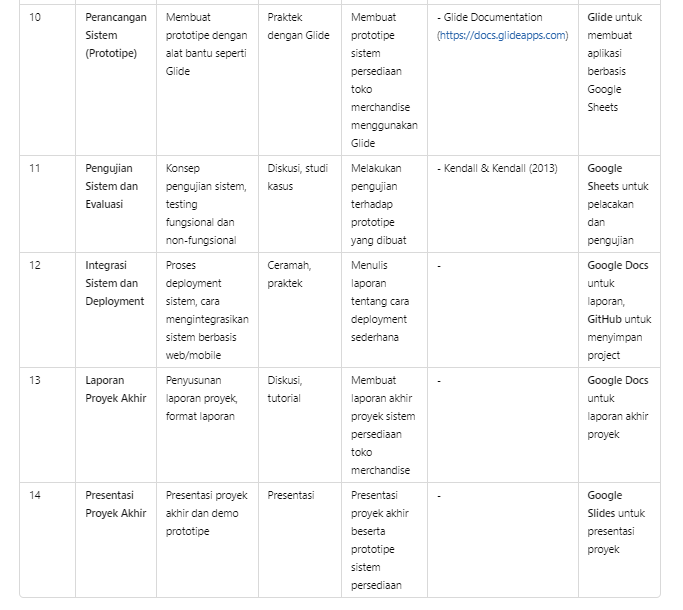 10
Perancangan
Sistem
(Prototipe)
Membuat
prototipe dengan
alat bantu seperti
Glide
Praktek
dengan Glide
Membuat
prototipe
sistem
persediaan
toko
merchandise
menggunakan
Glide
- Glide Documentation
(https://docs.glideapps.com)
Glide untuk
membuat
aplikasi
berbasis
Google
Sheets
11
Pengujian
Sistem dan
Evaluasi
Konsep
pengujian sistem,
testing
fungsional dan
non-fungsional
Diskusi, studi
kasus
Melakukan
pengujian
terhadap
prototipe
yang dibuat
- Kendall & Kendall (2013)
Google
Sheets untuk
pelacakan
dan
pengujian
12
Integrasi
Sistem dan
Deployment
Proses
deployment
sistem, cara
mengintegrasikan
sistem berbasis
web/mobile
Ceramah,
praktek
Menulis
laporan
tentang cara
deployment
sederhana
-
Google Docs
untuk
laporan,
GitHub untuk
menyimpan
project
13
Laporan
Proyek Akhir
Penyusunan
laporan proyek,
format laporan
Diskusi,
tutorial
Membuat
laporan akhir
proyek sistem
persediaan
toko
merchandise
-
Google Docs
untuk
laporan akhir
proyek
14
Presentasi
Proyek Akhir
Presentasi proyek
akhir dan demo
prototipe
Presentasi
Presentasi
proyek akhir
beserta
prototipe
sistem
persediaan
-
Google
Slides untuk
presentasi
proyek